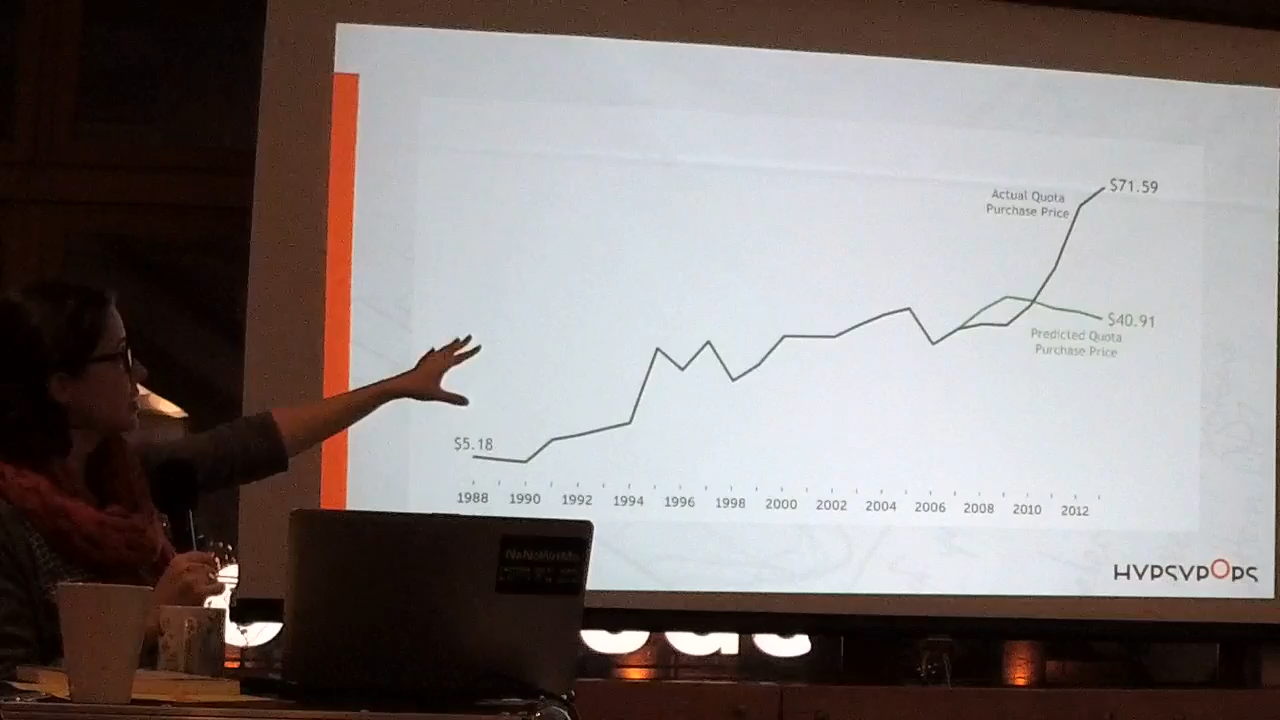 $71.59
Actual Quota
Purchase Price
$40.91
Predicted Quota
Purchase Price
$5.18
1988 1990 1992 1994 1996 1998 2000 2002 2004 2006 2008 2010 2012
NaNoWriMo